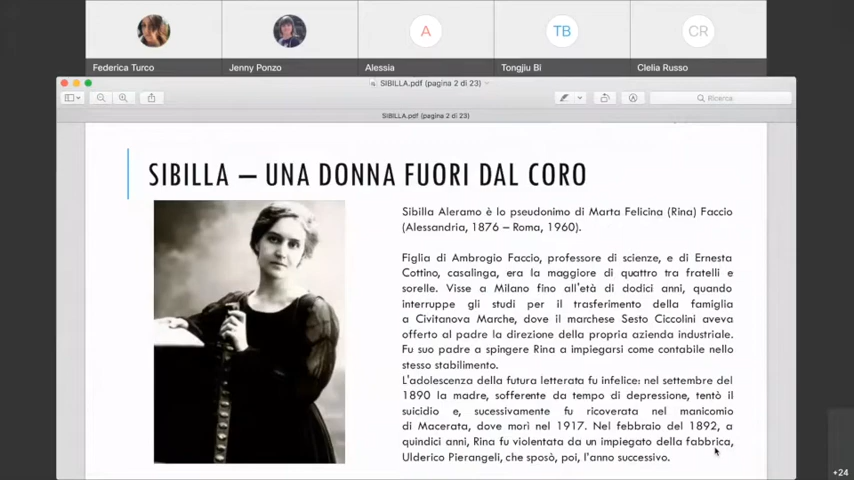 A
TB
CR
Federica Turco
Jenny Ponzo
Alessia
Tongjiu Bi
Clelia Russo
SIBILLA.pdf (pagina 2 di 23)
Ricerca
SIBILLA.pdf (pagina 2 di 23)
SIBILLA – UNA DONNA FUORI DAL CORO
Sibilla Aleramo è lo pseudonimo di Marta Felicina (Rina) Faccio
(Alessandria, 1876 – Roma, 1960).
Figlia di Ambrogio Faccio, professore di scienze, e di Ernesta
Cottino, casalinga, era la maggiore di quattro tra fratelli e
sorelle. Visse a Milano fino all'età di dodici anni, quando
interruppe gli studi per il trasferimento della famiglia
a Civitanova Marche, dove il marchese Sesto Ciccolini aveva
offerto al padre la direzione della propria azienda industriale.
Fu suo padre a spingere Rina a impiegarsi come contabile nello
stesso stabilimento.
L'adolescenza della futura letterata fu infelice: nel settembre del
1890 la madre, sofferente da tempo di depressione, tentò il
suicidio e, sucessivamente fu ricoverata nel manicomio
di Macerata, dove morì nel 1917. Nel febbraio del 1892, a
quindici anni, Rina fu violentata da un impiegato della fabbrica,
Ulderico Pierangeli, che sposò, poi, l'anno successivo.
+24